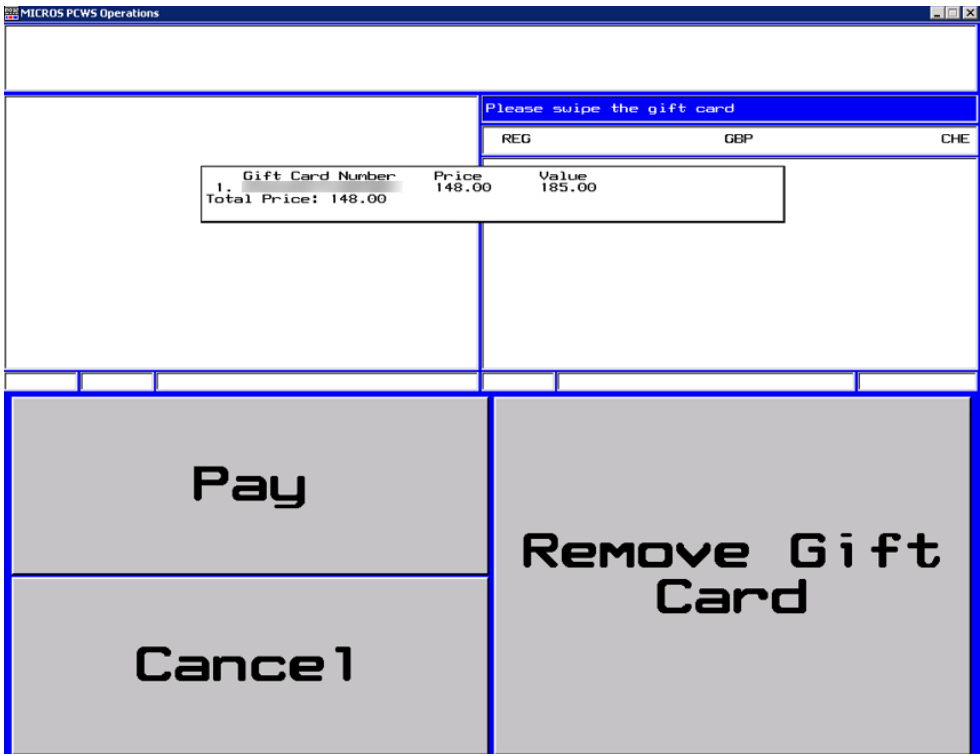 MICROS PCWS Operations
Please swipe the gift card
REG GBP CHE
Gift Card Number Price Value
1. 148.00 185.00
Total Price: 148.00
Pay
Remove Gift
Card
Cancel